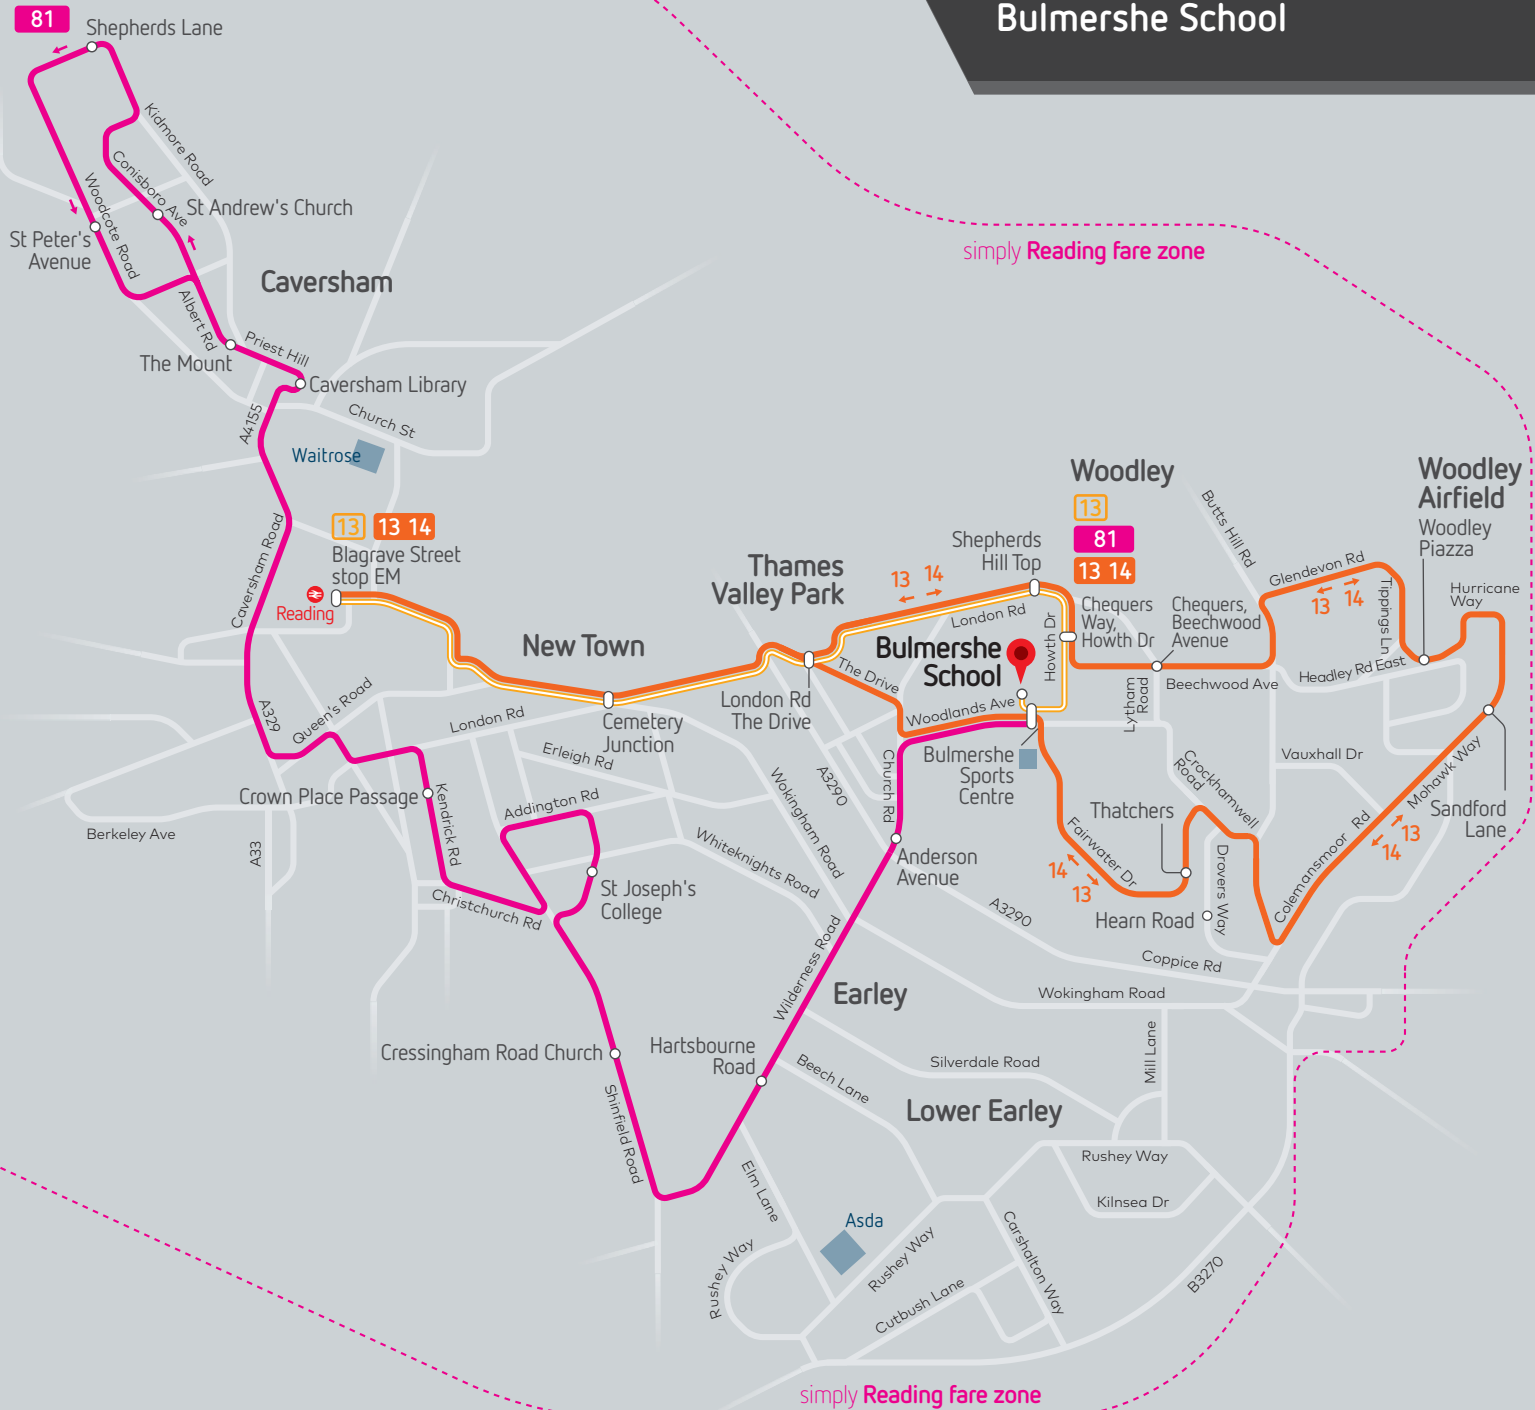 Bulmershe School
81
Shepherds Lane
Kidmore Road
Conisboro Ave
Woodcote Road
St Andrew's Church
St Peter's
Avenue
Caversham
Albert Rd
Priest Hill
The Mount
Caversham Library
A4155
Church St
Waitrose
simply Reading fare zone
13
13 14
Blagrave Street
stop EM
Reading
Caversham Road
New Town
Thames
Valley Park
13 14
Shepherds
Hill Top
Woodley
13
81
13 14
London Rd
Howth Dr
Chequers
Way,
Howth Dr
Chequers,
Beechwood
Avenue
Butts Hill Rd
Glendevon Rd
13 14
Tippings Ln
Woodley
Airfield
Woodley
Piazza
Hurricane
Way
Headley Rd East
Beechwood Ave
Lytham
Road
Bulmershe
School
The Drive
Woodlands Ave
London Rd
The Drive
Cemetery
Junction
London Rd
Queen's Road
A329
Erleigh Rd
Addington Rd
Crown Place Passage
Kendrick Rd
Berkeley Ave
A33
Christchurch Rd
St Joseph's
College
Whiteknights Road
Wokingham Road
A3290
Church Rd
Bulmershe
Sports
Centre
Anderson
Avenue
Thatchers
Fairwater Dr
14
13
Hearn Road
Drovers Way
Crockhamwell
Road
Vauxhall Dr
Mohawk Way
Colemansmoor Rd
13
14
Sandford
Lane
A3290
Coppice Rd
Wokingham Road
Earley
Wilderness Road
Cressingham Road Church
Hartsbourne
Road
Shinfield Road
Beech Lane
Silverdale Road
Mill Lane
Lower Earley
Rushey Way
Kilnsea Dr
Elm Lane
Asda
Rushey Way
Rushey Way
Carshalton Way
Cutbush Lane
B3270
simply Reading fare zone